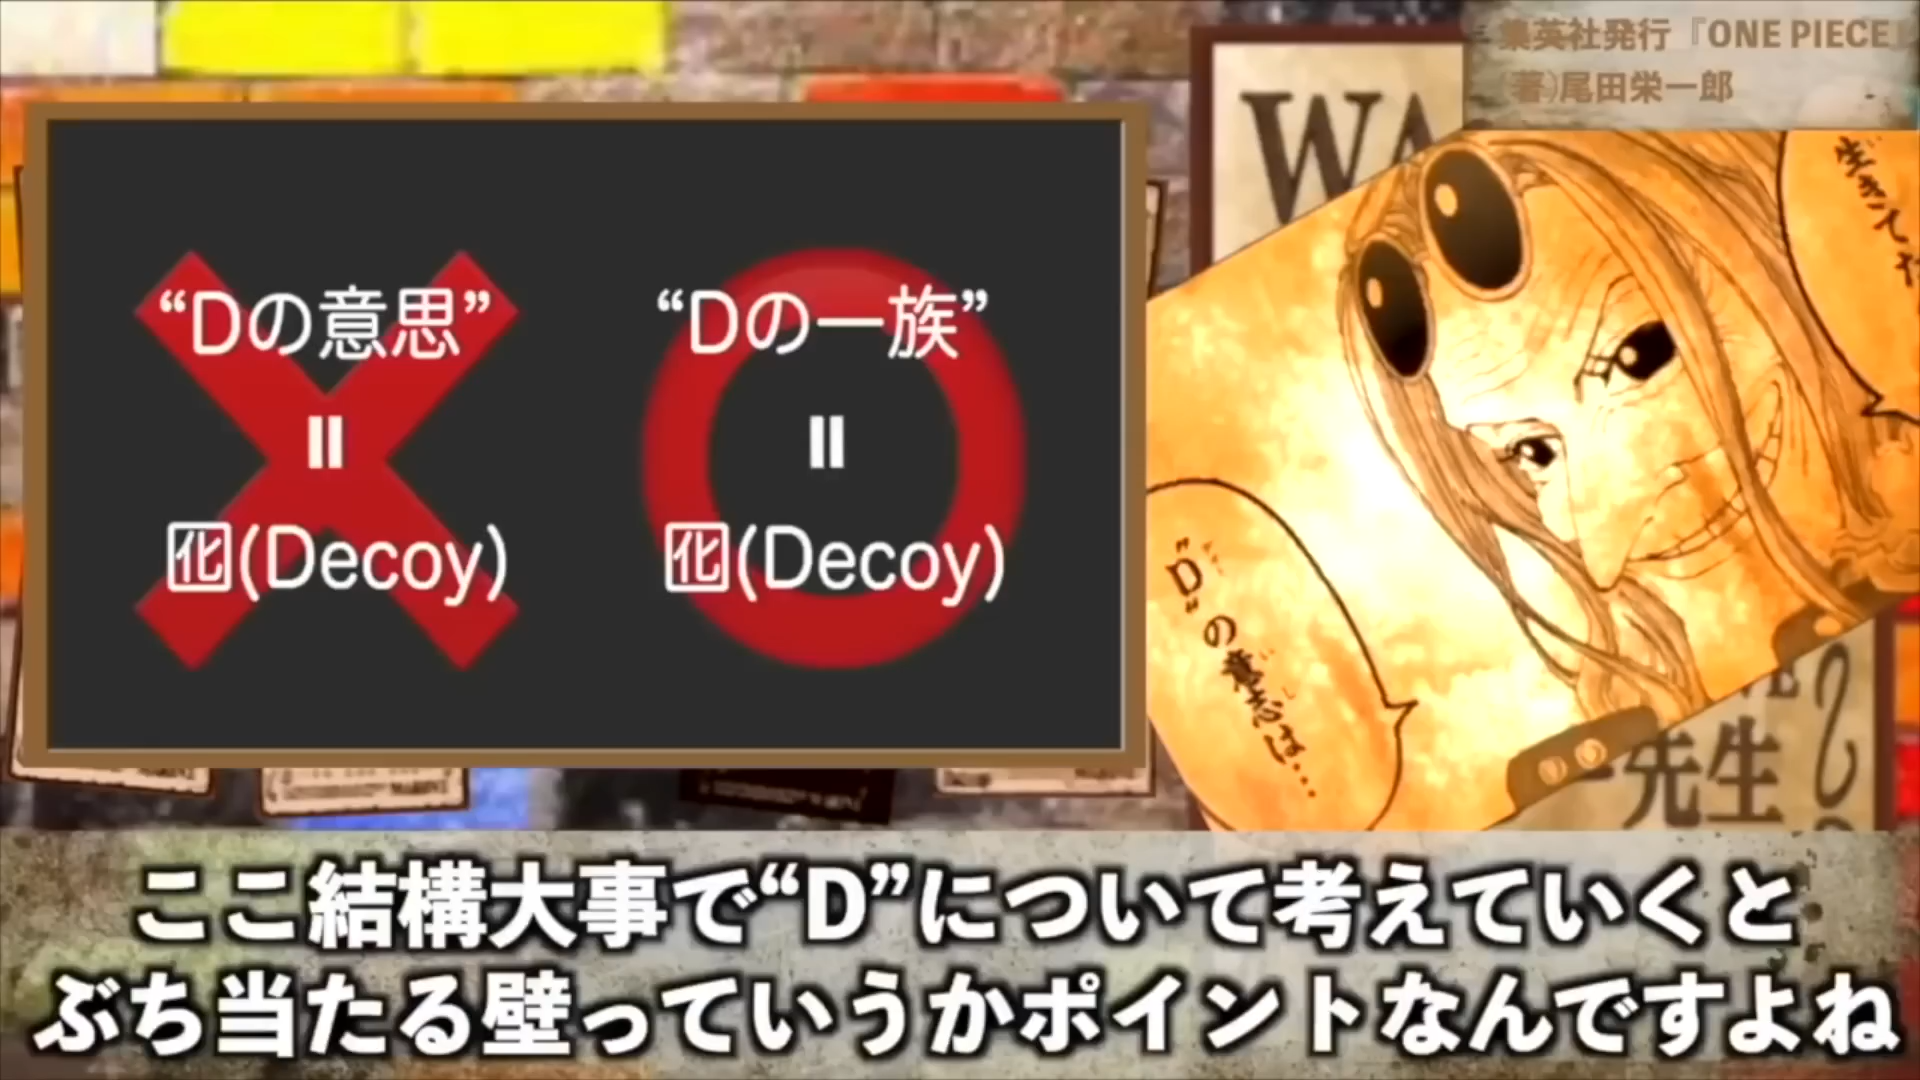 集英社発行『ONE PIECE』
(著)尾田栄一郎
WA
“Dの意思”
||
囮(Decoy)
“Dの一族”
||
囮(Decoy)
生きてた
“D”の意志は‥
先生
ここ結構大事で“D”について考えていくと
ぶち当たる壁っていうかポイントなんですよね